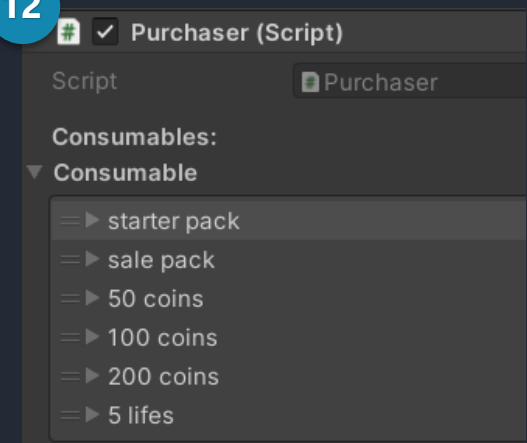 12
# Purchaser (Script)
Script # Purchaser
Consumables:
Consumable
starter pack
sale pack
50 coins
100 coins
200 coins
5 lifes